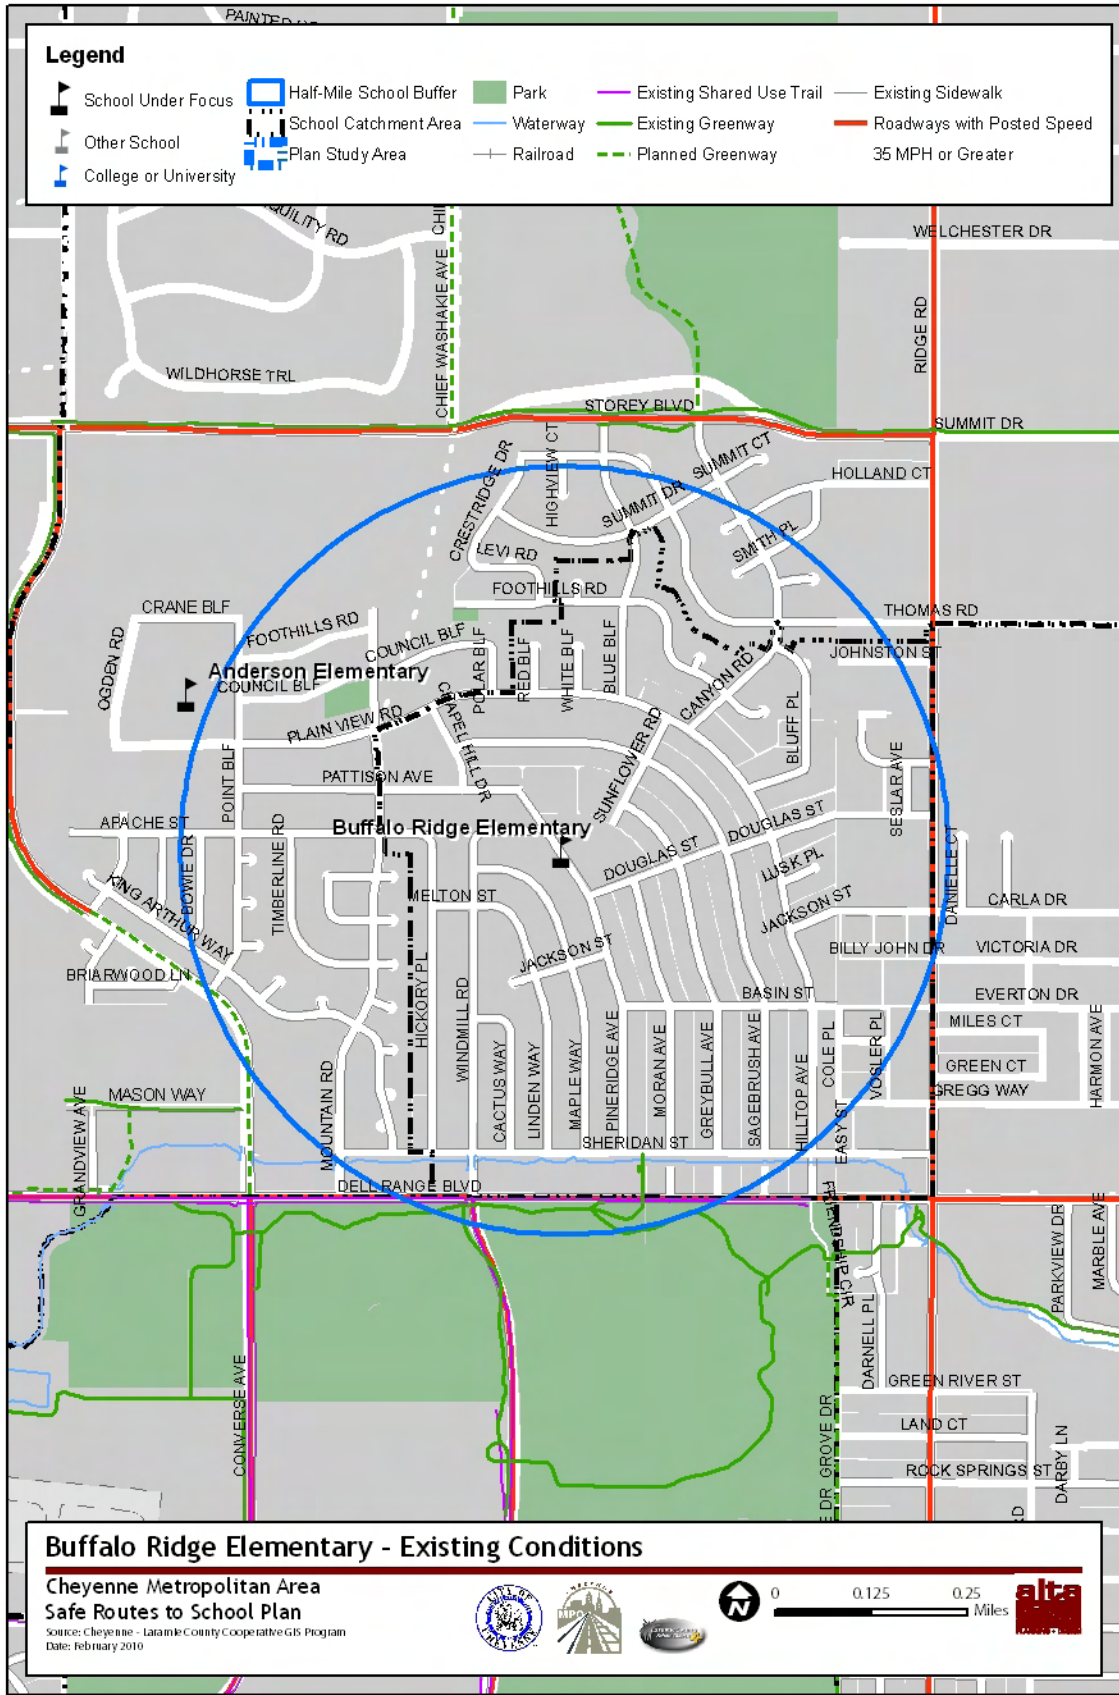 Legend
School Under Focus
Other School
College or University
Half-Mile School Buffer
School Catchment Area
Plan Study Area
Park
Waterway
Railroad
Existing Shared Use Trail
Existing Greenway
Planned Greenway
Existing Sidewalk
Roadways with Posted Speed
35 MPH or Greater
WELCHESTER DR
RIDGE RD
CHIEF WASHAKIE AVE
WILDHORSE TRL
STOREY BLVD
SUMMIT DR
HIGHVIEW CT
CRESTRIDGE DR
SUMMIT CT
HOLLAND CT
SUMMIT DR
SMITH PL
LEVI RD
FOOTHILLS RD
CRANE BLF
THOMAS RD
FOOTHILLS RD
OGDEN RD
COUNCIL BLF
JOHNSTON ST
Anderson Elementary
COUNCIL BLF
POLAR BLF
RED BLF
WHITE BLF
BLUE BLF
CANYON RD
PLAIN VIEW RD
CHAPEL HILL DR
BLUFF PL
SUNFLOWER RD
PATTISON AVE
POINT BLF
SESLAR AVE
APACHE ST
Buffalo Ridge Elementary
DOUGLAS ST
DOUGLAS ST
BOWIE DR
TIMBERLINE RD
LUSK PL
KING ARTHUR WAY
MELTON ST
DANIELLE CT
CARLA DR
JACKSON ST
JACKSON ST
BILLY JOHN DR
VICTORIA DR
BRIARWOOD LN
HICKORY PL
WINDMILL RD
BASIN ST
EVERTON DR
MILES CT
GREEN CT
GREGG WAY
HARMON AVE
MASON WAY
GRANDVIEW AVE
MOUNTAIN RD
CACTUS WAY
LINDEN WAY
MAPLE WAY
PINERIDGE AVE
MORAN AVE
GREYBULL AVE
SAGEBRUSH AVE
HILLTOP AVE
COLE PL
VOSLER PL
EASY ST
SHERIDAN ST
DELL RANGE BLVD
FRIENDSHIP CIR
PARKVIEW DR
MARBLE AVE
DARNELL PL
CONVERSE AVE
GREEN RIVER ST
LAND CT
GROVE DR
ROCK SPRINGS ST
DARBY LN
Buffalo Ridge Elementary - Existing Conditions
Cheyenne Metropolitan Area
Safe Routes to School Plan
Source: Cheyenne - Laramie County Cooperative GIS Program
Date: February 2010
CITY OF
CHEYENNE
MPO
N
0 0.125 0.25
Miles
alta